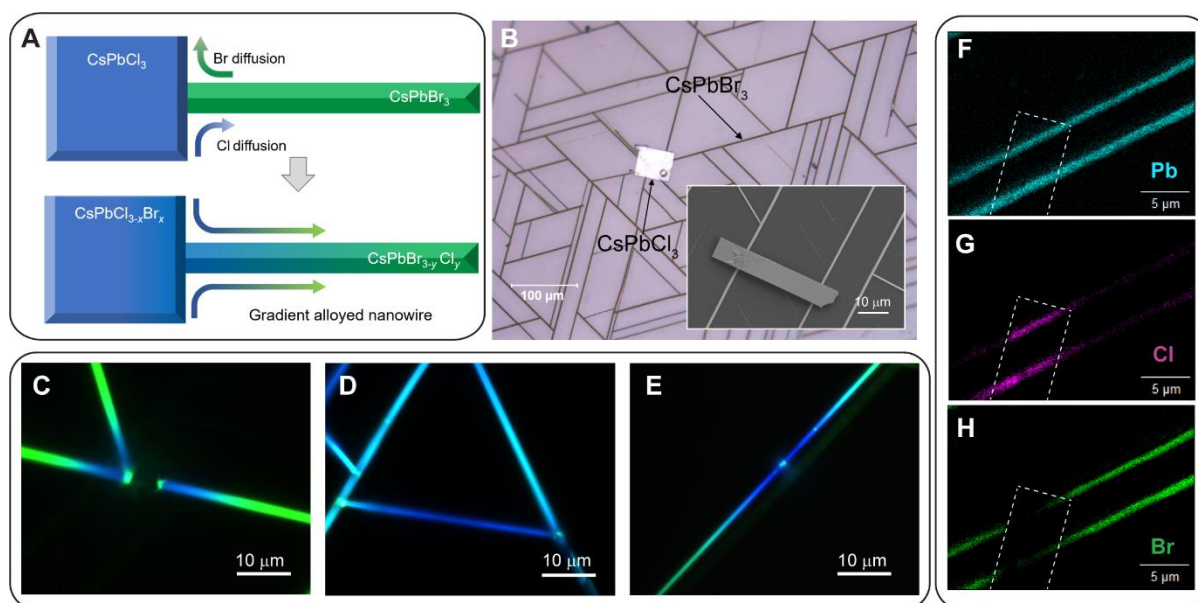 A
CsPbCl3
Br diffusion
CsPbBr3
Cl diffusion
CsPbCl3-xBrx
CsPbBr3-yCly
Gradient alloyed nanowire
B
CsPbBr3
CsPbCl3
100 µm
10 µm
C
10 µm
D
10 µm
E
10 µm
F
Pb
5 µm
G
Cl
5 µm
H
Br
5 µm